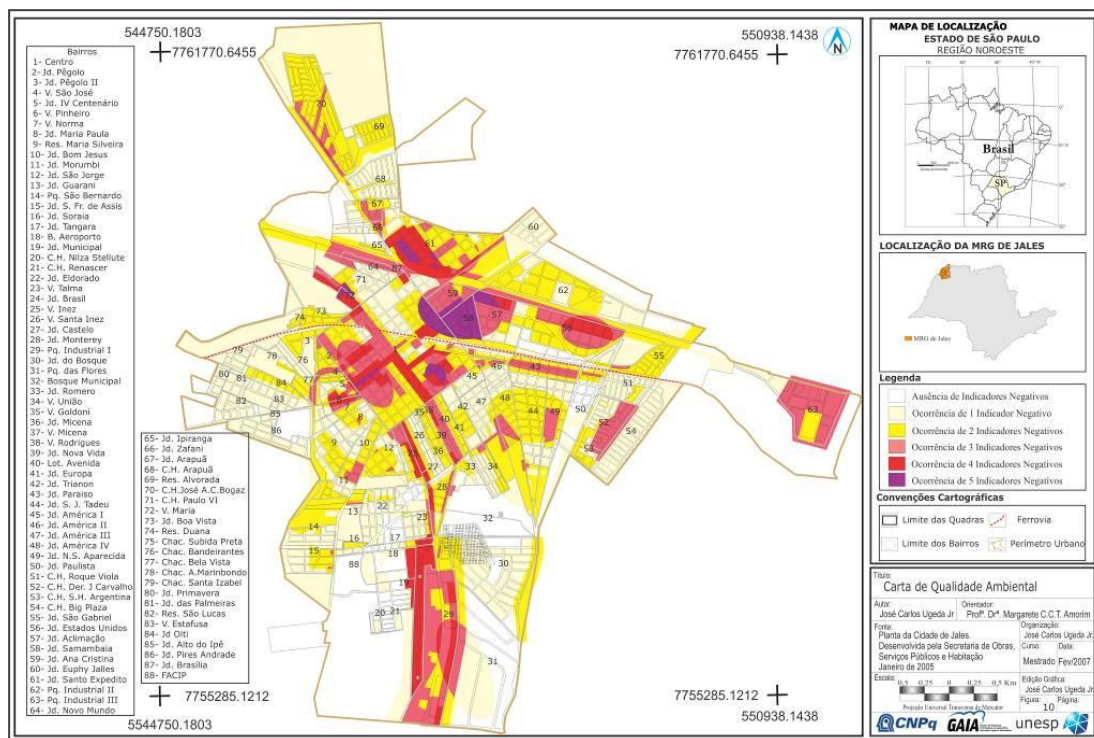 544750.1803
7761770.6455
550938.1438
7761770.6455
N
Bairros
1- Centro
2- Jd. Pêgolo
3- Jd. Pêgolo II
4- V. São José
5- Jd. IV Centenário
6- V. Pinheiro
7- V. Norma
8- Jd. Maria Paula
9- Res. Maria Silveira
10- Jd. Bom Jesus
11- Jd. Morumbi
12- Jd. São Jorge
13- Jd. Guarani
14- Pq. São Bernardo
15- Jd. S. Fr. de Assis
16- Jd. Soraia
17- Jd. Tangara
18- B. Aeroporto
19- Jd. Municipal
20- C.H. Nilza Stellute
21- C.H. Renascer
22- Jd. Eldorado
23- V. Talma
24- Jd. Brasil
25- V. Inez
26- V. Santa Inez
27- Jd. Castelo
28- Jd. Monterey
29- Pq. Industrial I
30- Jd. do Bosque
31- Pq. das Flores
32- Bosque Municipal
33- Jd. Romero
34- V. União
35- V. Goldoni
36- Jd. Micena
37- V. Micena
38- V. Rodrigues
39- Jd. Nova Vida
40- Lot. Avenida
41- Jd. Europa
42- Jd. Trianon
43- Jd. Paraiso
44- Jd. S. J. Tadeu
45- Jd. América I
46- Jd. América II
47- Jd. América III
48- Jd. América IV
49- Jd. N.S. Aparecida
50- Jd. Paulista
51- C.H. Roque Viola
52- C.H. Der. J Carvalho
53- C.H. S.H. Argentina
54- C.H. Big Plaza
55- Jd. São Gabriel
56- Jd. Estados Unidos
57- Jd. Aclimação
58- Jd. Samambaia
59- Jd. Ana Cristina
60- Jd. Euphy Jalles
61- Jd. Santo Expedito
62- Pq. Industrial II
63- Pq. Industrial III
64- Jd. Novo Mundo
65- Jd. Ipiranga
66- Jd. Zafani
67- Jd. Arapuã
68- C.H. Arapuã
69- Res. Alvorada
70- C.H.José A.C.Bogaz
71- C.H. Paulo VI
72- V. Maria
73- Jd. Boa Vista
74- Res. Duana
75- Chac. Subida Preta
76- Chac. Bandeirantes
77- Chac. Bela Vista
78- Chac. A.Marinbondo
79- Chac. Santa Izabel
80- Jd. Primavera
81- Jd. das Palmeiras
82- Res. São Lucas
83- V. Estafusa
84- Jd Oiti
85- Jd. Alto do Ipê
86- Jd. Pires Andrade
87- Jd. Brasília
88- FACIP
7755285.1212
5544750.1803
7755285.1212
550938.1438
MAPA DE LOCALIZAÇÃO
ESTADO DE SÃO PAULO
REGIÃO NOROESTE
Brasil
SP
LOCALIZAÇÃO DA MRG DE JALES
MRG de Jales
Legenda
Ausência de Indicadores Negativos
Ocorrência de 1 Indicador Negativo
Ocorrência de 2 Indicadores Negativos
Ocorrência de 3 Indicadores Negativos
Ocorrência de 4 Indicadores Negativos
Ocorrência de 5 Indicadores Negativos
Convenções Cartográficas
Limite das Quadras
Ferrovia
Limite dos Bairros
Perímetro Urbano
Título:
Carta de Qualidade Ambiental
Autor: Orientador:
José Carlos Ugeda Jr Profª. Drª. Margarete C.C.T. Amorim
Fonte:
Planta da Cidade de Jales.
Desenvolvida pela Secretaria de Obras,
Serviços Públicos e Habitação
Janeiro de 2005
Organização:
José Carlos Ugeda Jr.
Curso: Data:
Mestrado Fev/2007
Escala:
0,5 0,25 0 0,25 0,5 Km
Projeção Universal Transversa de Mercator
Edição Gráfica
José Carlos Ugeda Jr.
Figura: Página:
10
CNPq
GAIA
unesp